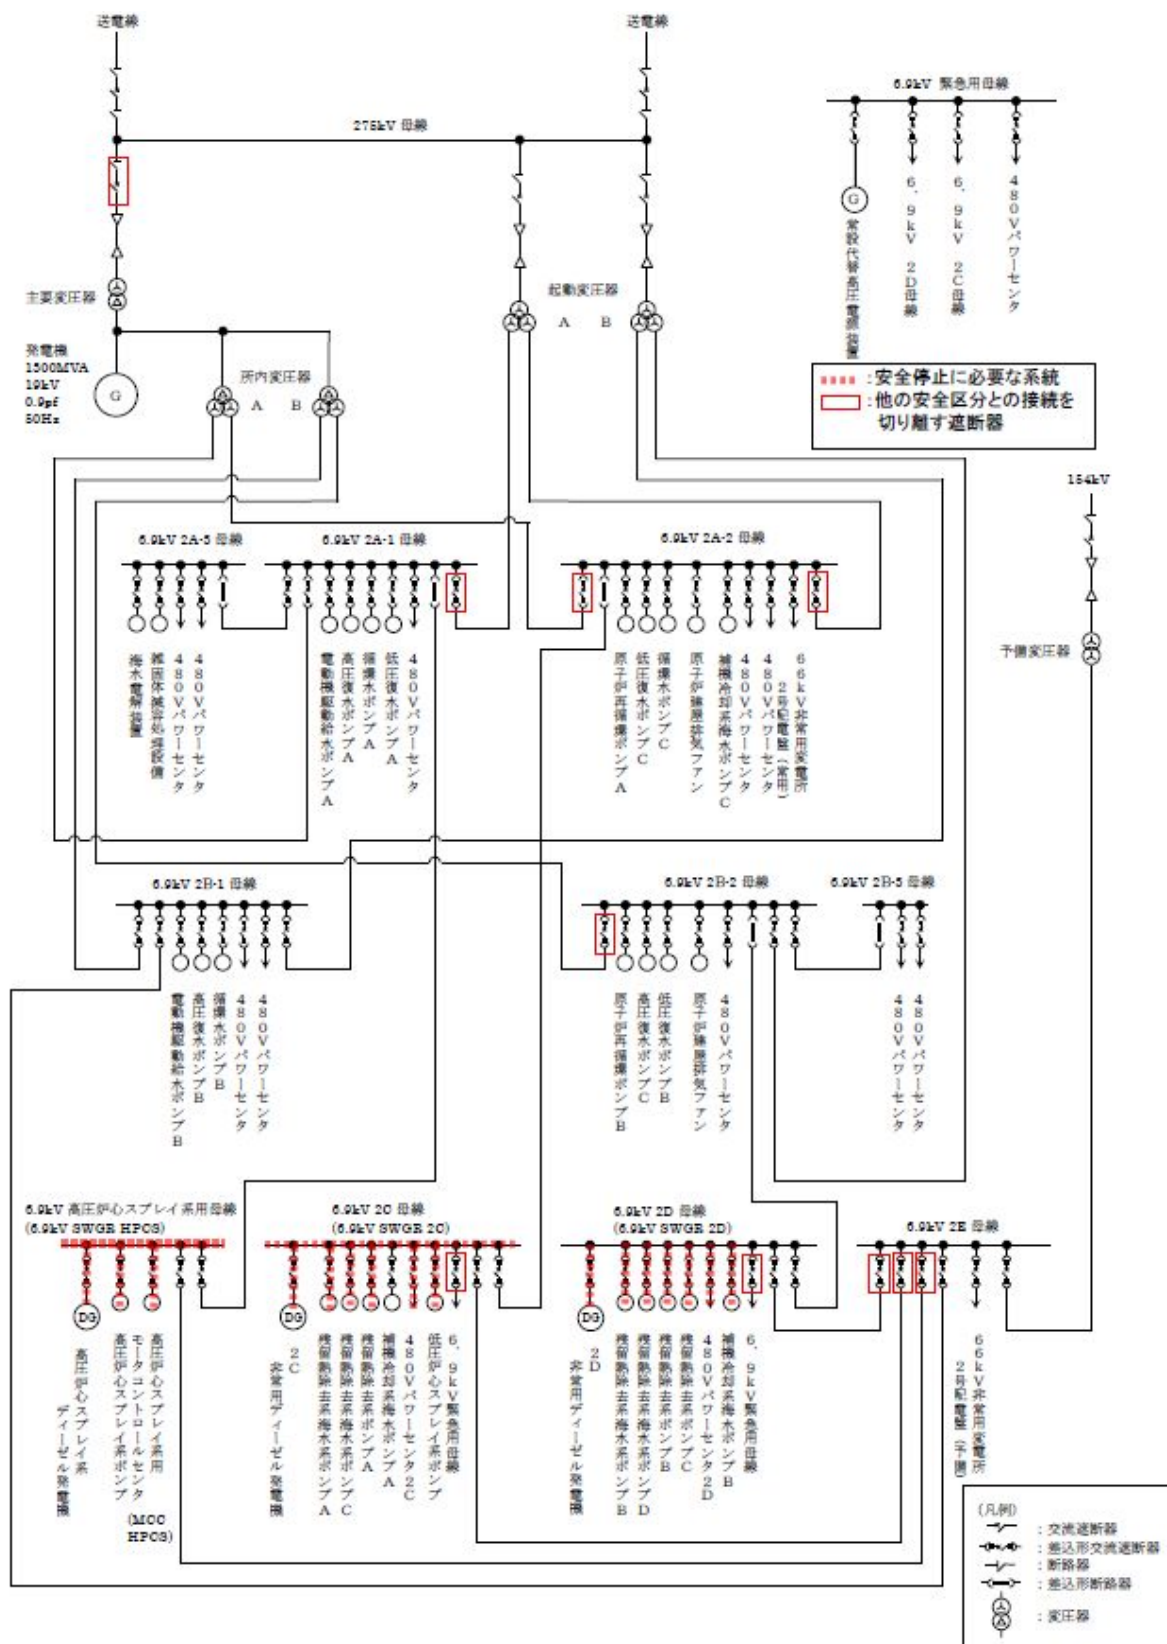 送電線
送電線
275kV 母線
6.9kV 緊急用母線
常設代替高圧電源装置
6.9kV 2D母線
6.9kV 2C母線
480Vパワーセンタ
主要変圧器
起動変圧器
A B
発電機
1300MVA
19kV
0.9pf
50Hz
G
所内変圧器
A B
G
:安全停止に必要な系統
:他の安全区分との接続を
切り離す遮断器
154kV
予備変圧器
6.9kV 2A-3 母線
6.9kV 2A-1 母線
6.9kV 2A-2 母線
海水電解装置
雑固体減容処理設備
480Vパワーセンタ
480Vパワーセンタ
電動機駆動給水ポンプA
高圧復水ポンプA
循環水ポンプA
低圧復水ポンプA
480Vパワーセンタ
原子炉再循環ポンプA
低圧復水ポンプC
循環水ポンプC
原子炉建屋排気ファン
補機冷却系海水ポンプC
480Vパワーセンタ
480Vパワーセンタ
66kV非常用変電所
2号配電盤(常用)
6.9kV 2B-1 母線
6.9kV 2B-2 母線
6.9kV 2B-3 母線
電動機駆動給水ポンプB
高圧復水ポンプB
循環水ポンプB
480Vパワーセンタ
480Vパワーセンタ
原子炉再循環ポンプB
高圧復水ポンプC
低圧復水ポンプB
原子炉建屋排気ファン
480Vパワーセンタ
480Vパワーセンタ
480Vパワーセンタ
6.9kV 高圧炉心スプレイ系用母線
(6.9kV SWGR HPCS)
6.9kV 2C 母線
(6.9kV SWGR 2C)
6.9kV 2D 母線
(6.9kV SWGR 2D)
6.9kV 2E 母線
DG
DG
DG
高圧炉心スプレイ系
ディーゼル発電機
高圧炉心スプレイ系ポンプ
高圧炉心スプレイ系用
モータコントロールセンタ
(MCC
HPCS)
2C
非常用ディーゼル発電機
残留熱除去系海水系ポンプA
残留熱除去系海水系ポンプC
残留熱除去系ポンプA
補機冷却系海水ポンプA
480Vパワーセンタ2C
低圧炉心スプレイ系ポンプ
6.9kV緊急用母線
2D
非常用ディーゼル発電機
残留熱除去系海水系ポンプB
残留熱除去系海水系ポンプD
残留熱除去系ポンプB
残留熱除去系ポンプC
480Vパワーセンタ2D
補機冷却系海水ポンプB
6.9kV緊急用母線
66kV非常用変電所
2号配電盤(予備)
(凡例)
:交流遮断器
:差込形交流遮断器
:断路器
:差込形断路器
:変圧器